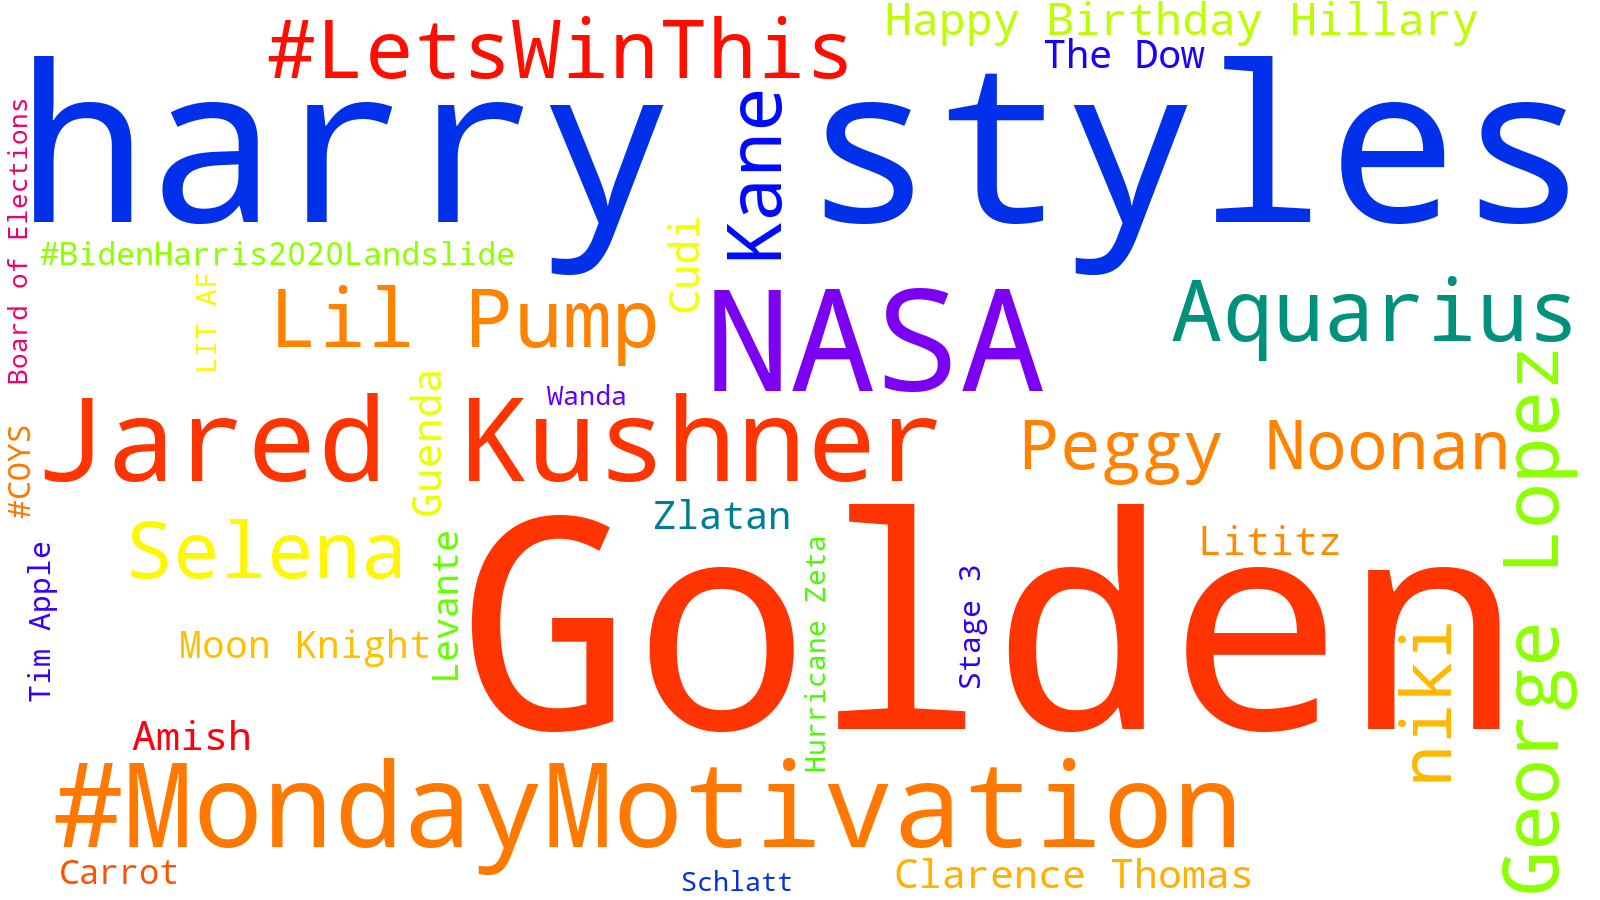 Happy Birthday Hillary
#LetsWinThis
The Dow
harry styles
Kane
Board of Elections
#BidenHarris2020Landslide
Cudi
LIT AF
Lil Pump
NASA
Aquarius
Jared Kushner
Wanda
Guenda
Peggy Noonan
George Lopez
#COYS
Zlatan
Selena
Golden
Lititz
Levante
Hurricane Zeta
Stage 3
Tim Apple
Moon Knight
niki
Amish
#MondayMotivation
Carrot
Schlatt
Clarence Thomas